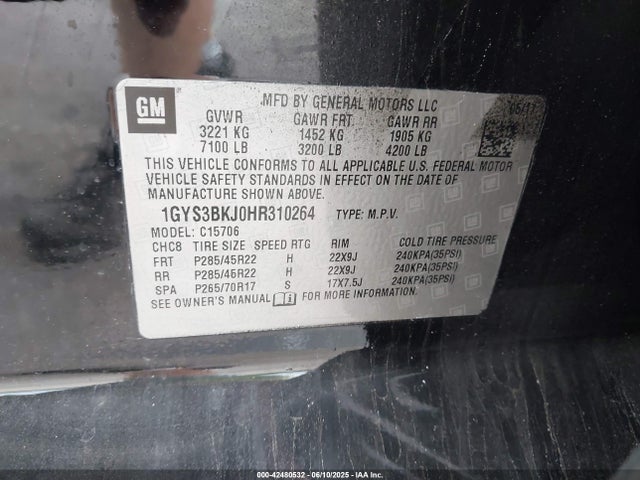 GM
MFD BY GENERAL MOTORS LLC
GVWR GAWR FRT GAWR RR
3221 KG 1452 KG 1905 KG
7100 LB 3200 LB 4200 LB
THIS VEHICLE CONFORMS TO ALL APPLICABLE U.S. FEDERAL MOTOR
VEHICLE SAFETY STANDARDS IN EFFECT ON THE DATE OF
MANUFACTURE SHOWN ABOVE.
1GYS3BKJ0HR310264 TYPE: M.P.V.
MODEL: C15706
CHC8 TIRE SIZE SPEED RTG RIM COLD TIRE PRESSURE
FRT P285/45R22 H 22X9J 240KPA(35PSI)
RR P285/45R22 H 22X9J 240KPA(35PSI)
SPA P265/70R17 S 17X7.5J 240KPA(35PSI)
SEE OWNER'S MANUAL FOR MORE INFORMATION.
000-42480532 - 06/10/2025 - IAA Inc.